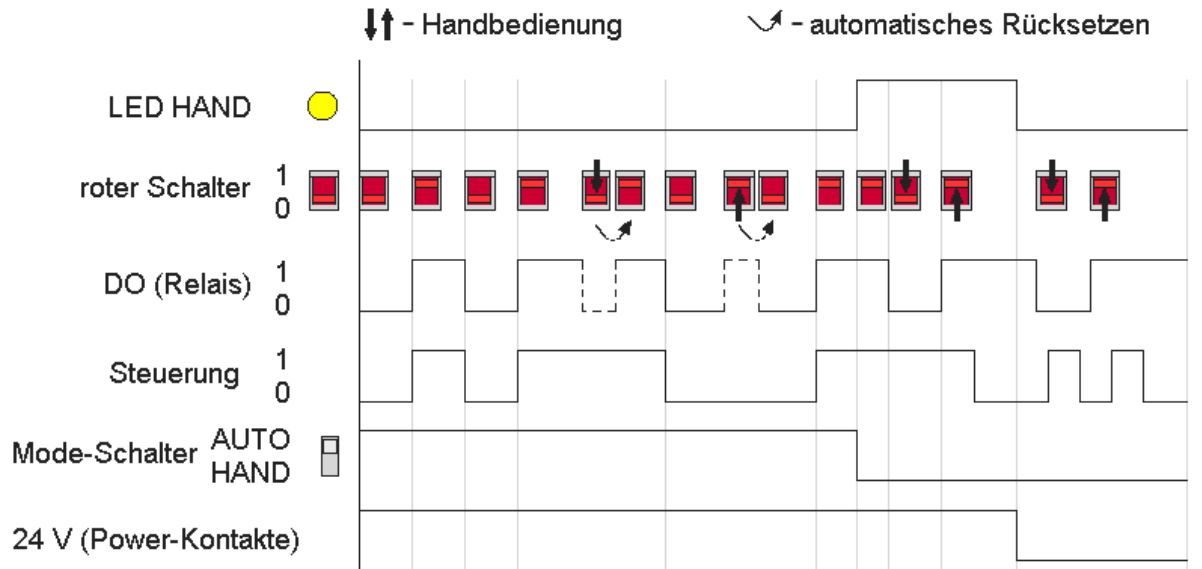 - Handbedienung
- automatisches Rücksetzen
LED HAND
roter Schalter 1
0
DO (Relais) 1
0
Steuerung 1
0
Mode-Schalter AUTO
HAND
24 V (Power-Kontakte)